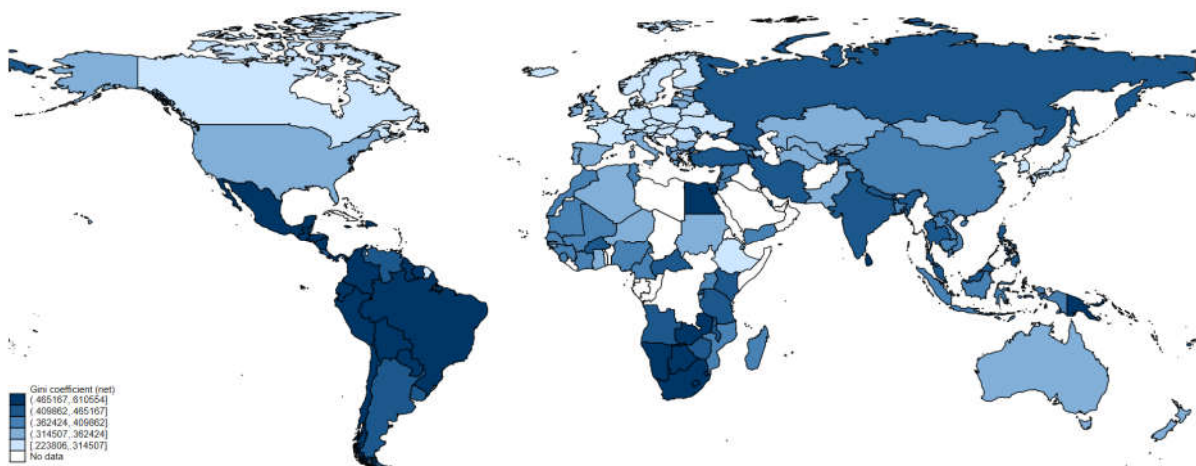 Gini coefficient (net)
(.465167,.610554]
(.409862,.465167]
(.362424,.409862]
(.314507,.362424]
[.223806,.314507]
No data